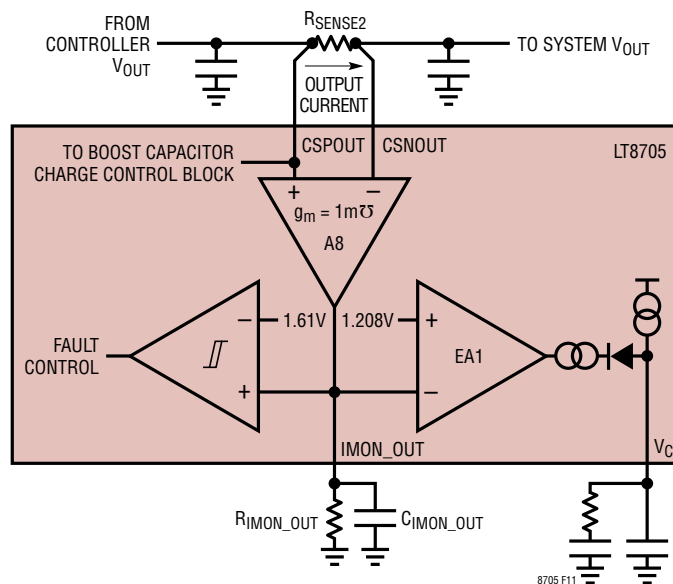 FROM
CONTROLLER
VOUT
RSENSE2
TO SYSTEM VOUT
OUTPUT
CURRENT
TO BOOST CAPACITOR
CHARGE CONTROL BLOCK
CSPOUT
CSNOUT
LT8705
+
−
gm = 1m℧
A8
FAULT
CONTROL
−
1.61V
1.208V
+
EA1
+
−
IMON_OUT
VC
RIMON_OUT
CIMON_OUT
8705 F11